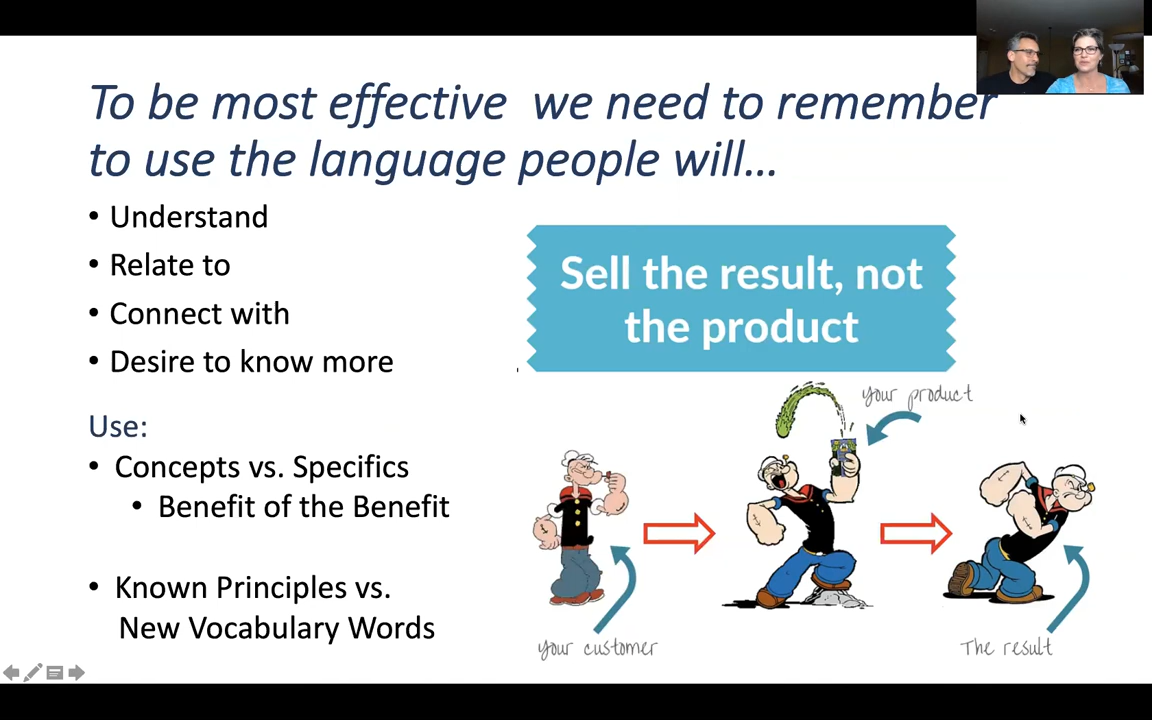 To be most effective  we need to remember
to use the language people will...
• Understand
• Relate to
• Connect with
• Desire to know more
Use:
• Concepts vs. Specifics
• Benefit of the Benefit
• Known Principles vs.
New Vocabulary Words
Sell the result, not
the product
your product
your customer
The result